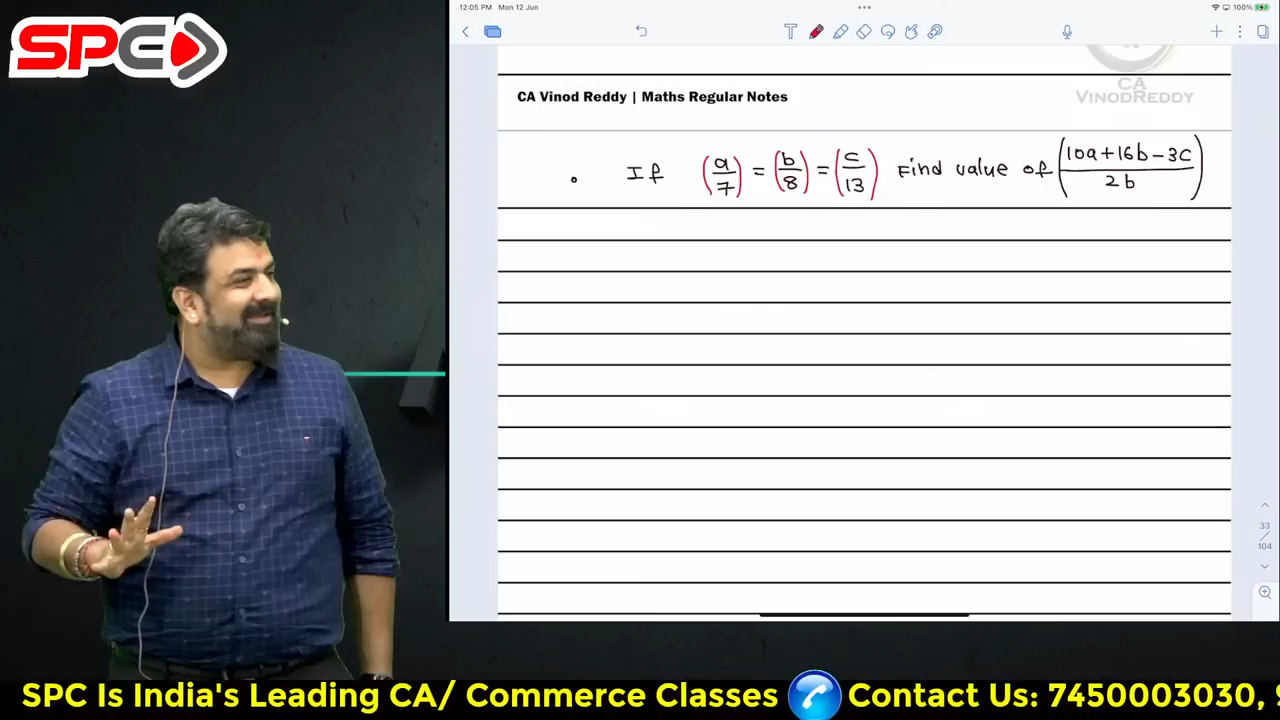 SPC
12:05 PM Mon 12 Jun
100%
T
CA
VINODREDDY
CA Vinod Reddy | Maths Regular Notes
. If (a/7) = (b/8) = (c/13) Find value of (10a+16b-3c / 2b)
33
/
104
SPC Is India's Leading CA/ Commerce Classes Contact Us: 7450003030,